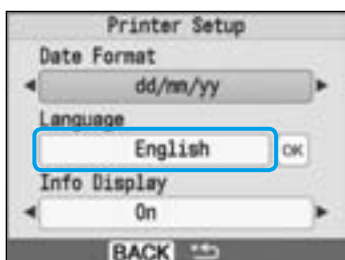 Printer Setup
Date Format
dd/mm/yy
Language
English OK
Info Display
On
BACK